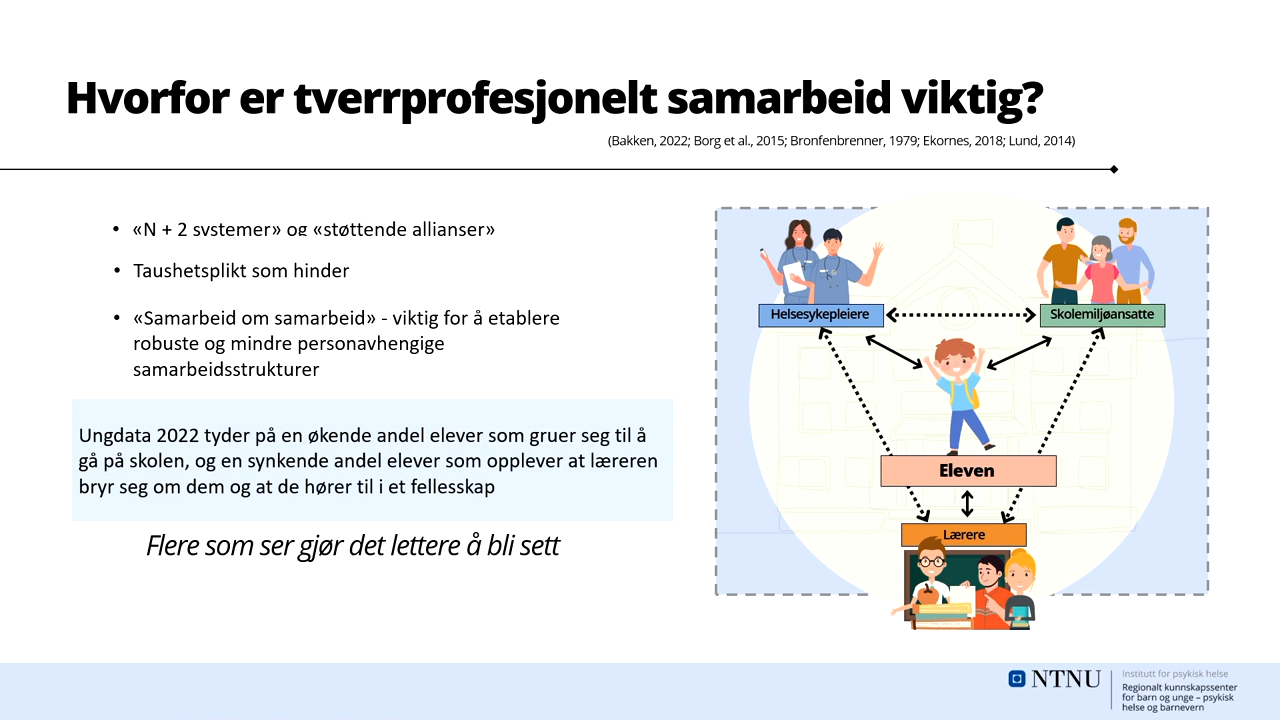 Hvorfor er tverrprofesjonelt samarbeid viktig?
(Bakken, 2022; Borg et al., 2015; Bronfenbrenner, 1979; Ekornes, 2018; Lund, 2014)
• «N + 2 systemer» og «støttende allianser»
• Taushetsplikt som hinder
• «Samarbeid om samarbeid» - viktig for å etablere
robuste og mindre personavhengige
samarbeidsstrukturer
Ungdata 2022 tyder på en økende andel elever som gruer seg til å
gå på skolen, og en synkende andel elever som opplever at læreren
bryr seg om dem og at de hører til i et fellesskap
Flere som ser gjør det lettere å bli sett
Helsesykepleiere
Skolemiljøansatte
Eleven
Lærere
NTNU
Institutt for psykisk helse
Regionalt kunnskapssenter
for barn og unge – psykisk
helse og barnevern